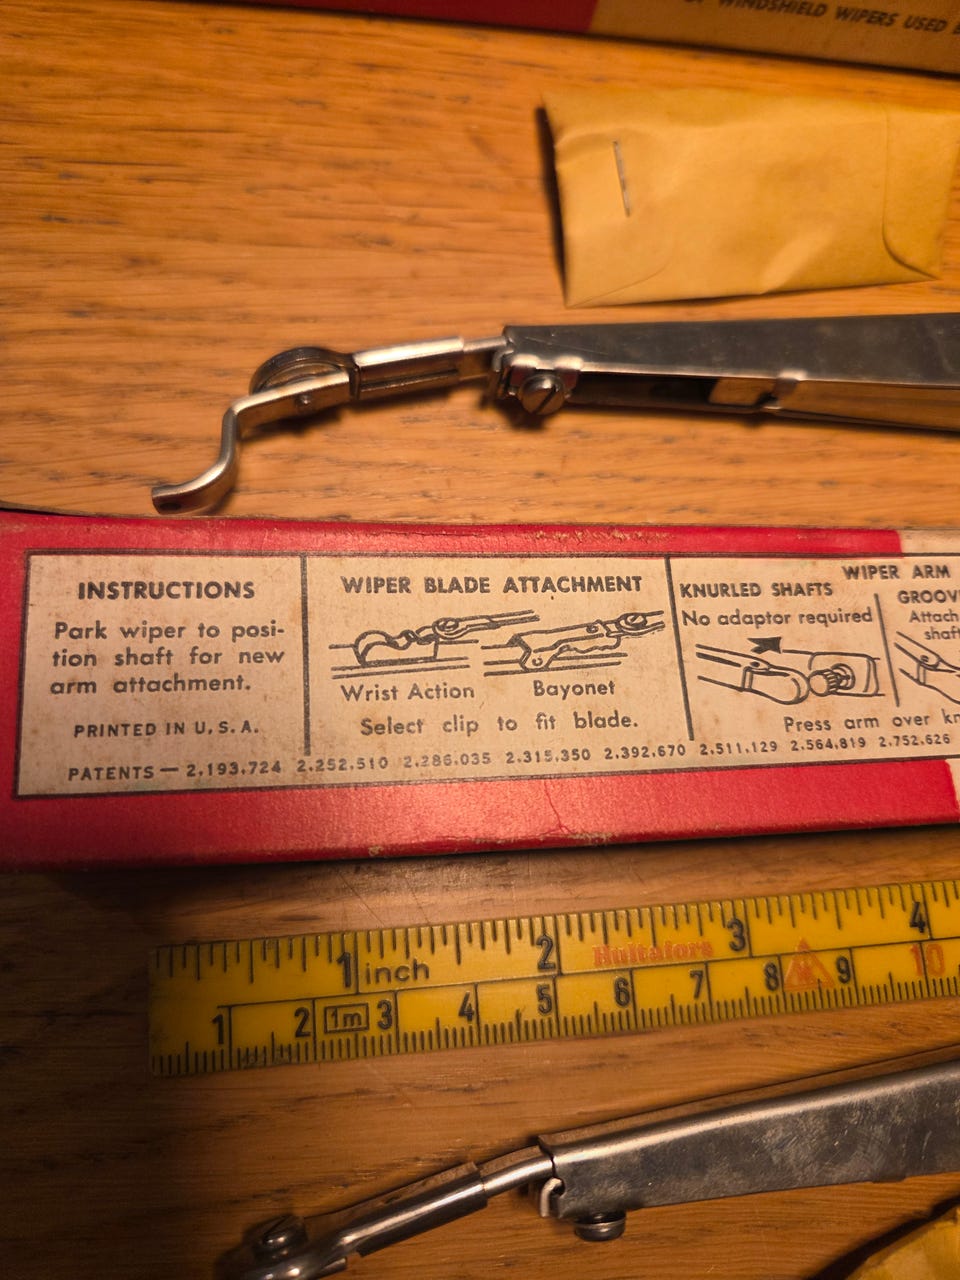 WINDSHIELD WIPERS USED
INSTRUCTIONS
Park wiper to posi-
tion shaft for new
arm attachment.
PRINTED IN U.S.A.
WIPER BLADE ATTACHMENT
Wrist Action
Bayonet
Select clip to fit blade.
WIPER ARM
KNURLED SHAFTS
No adaptor required
GROOV
Attach
shaft
Press arm over kn
PATENTS — 2,193,724 2.252.510 2.286.035 2.315.350 2.392.670 2.511.129 2.564.819 2.752.626
1 inch 2 Hultafors 3 4
1 2 1m 3 4 5 6 7 8 9 10